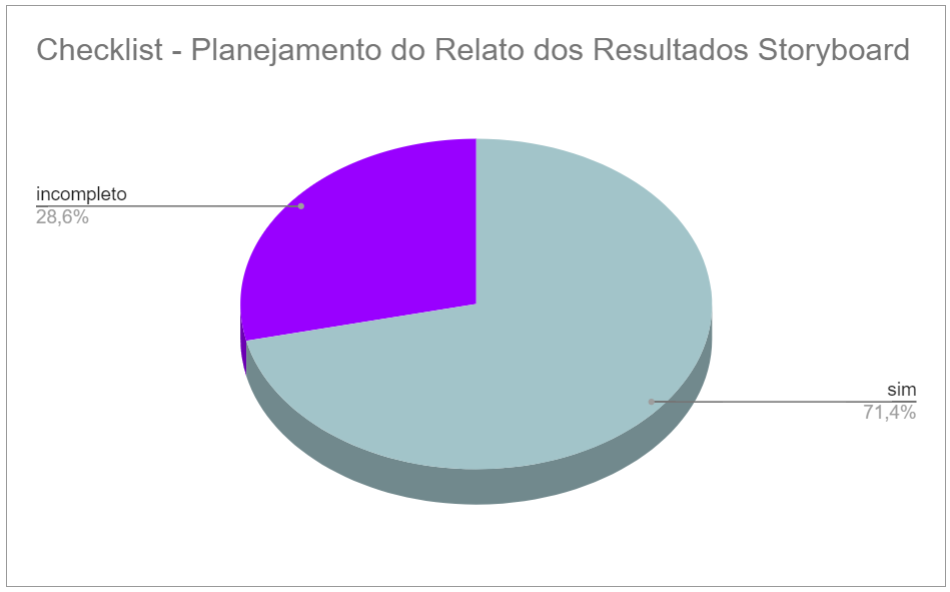 Checklist - Planejamento do Relato dos Resultados Storyboard
incompleto
28,6%
sim
71,4%